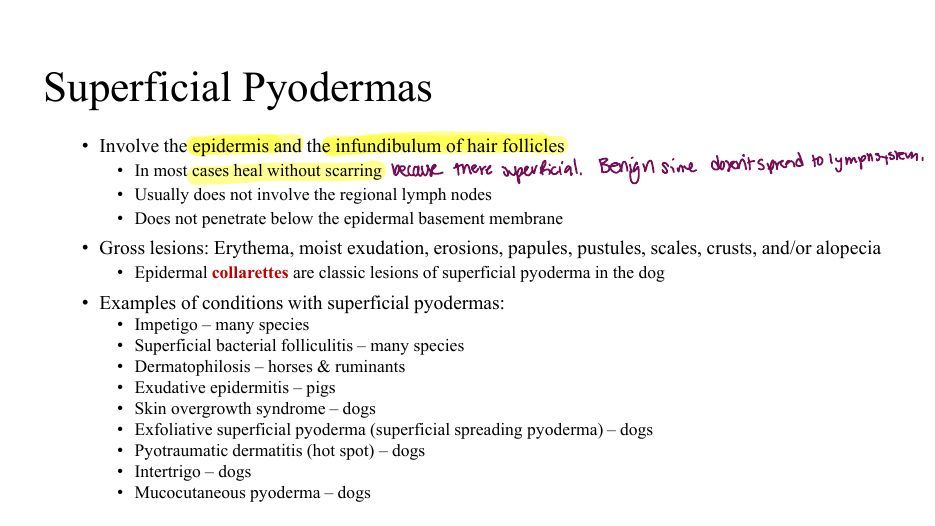 Superficial Pyodermas
• Involve the epidermis and the infundibulum of hair follicles
• In most cases heal without scarring because more superficial. Benign sine doesn't spread to lymph system.
• Usually does not involve the regional lymph nodes
• Does not penetrate below the epidermal basement membrane
• Gross lesions: Erythema, moist exudation, erosions, papules, pustules, scales, crusts, and/or alopecia
• Epidermal collarettes are classic lesions of superficial pyoderma in the dog
• Examples of conditions with superficial pyodermas:
• Impetigo – many species
• Superficial bacterial folliculitis – many species
• Dermatophilosis – horses & ruminants
• Exudative epidermitis – pigs
• Skin overgrowth syndrome – dogs
• Exfoliative superficial pyoderma (superficial spreading pyoderma) – dogs
• Pyotraumatic dermatitis (hot spot) – dogs
• Intertrigo – dogs
• Mucocutaneous pyoderma – dogs